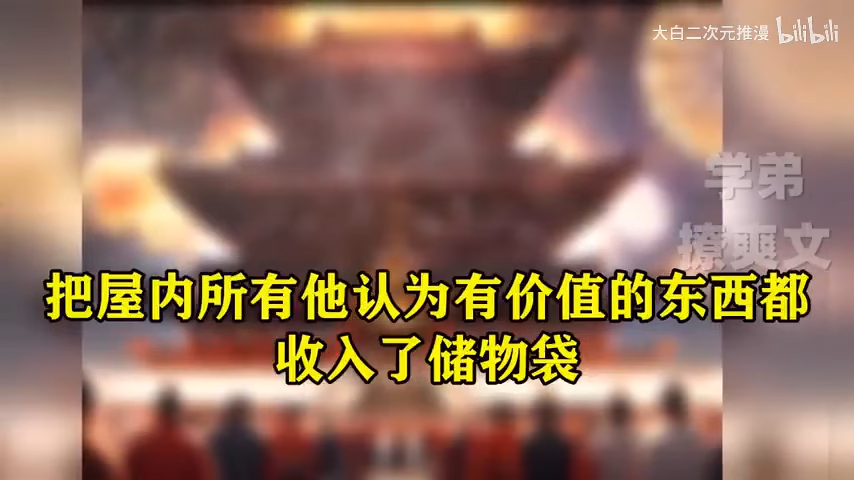 大白二次元推漫 bilibili
学弟
撩爽文
把屋内所有他认为有价值的东西都
收入了储物袋